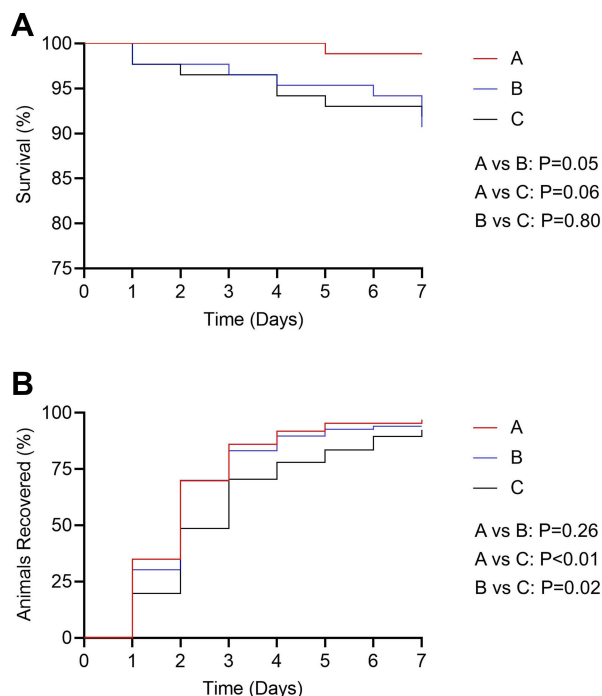 A
100
95
90
85
80
75
Survival (%)
0 1 2 3 4 5 6 7
Time (Days)
A
B
C
A vs B: P=0.05
A vs C: P=0.06
B vs C: P=0.80
B
100
75
50
25
0
Animals Recovered (%)
0 1 2 3 4 5 6 7
Time (Days)
A
B
C
A vs B: P=0.26
A vs C: P<0.01
B vs C: P=0.02